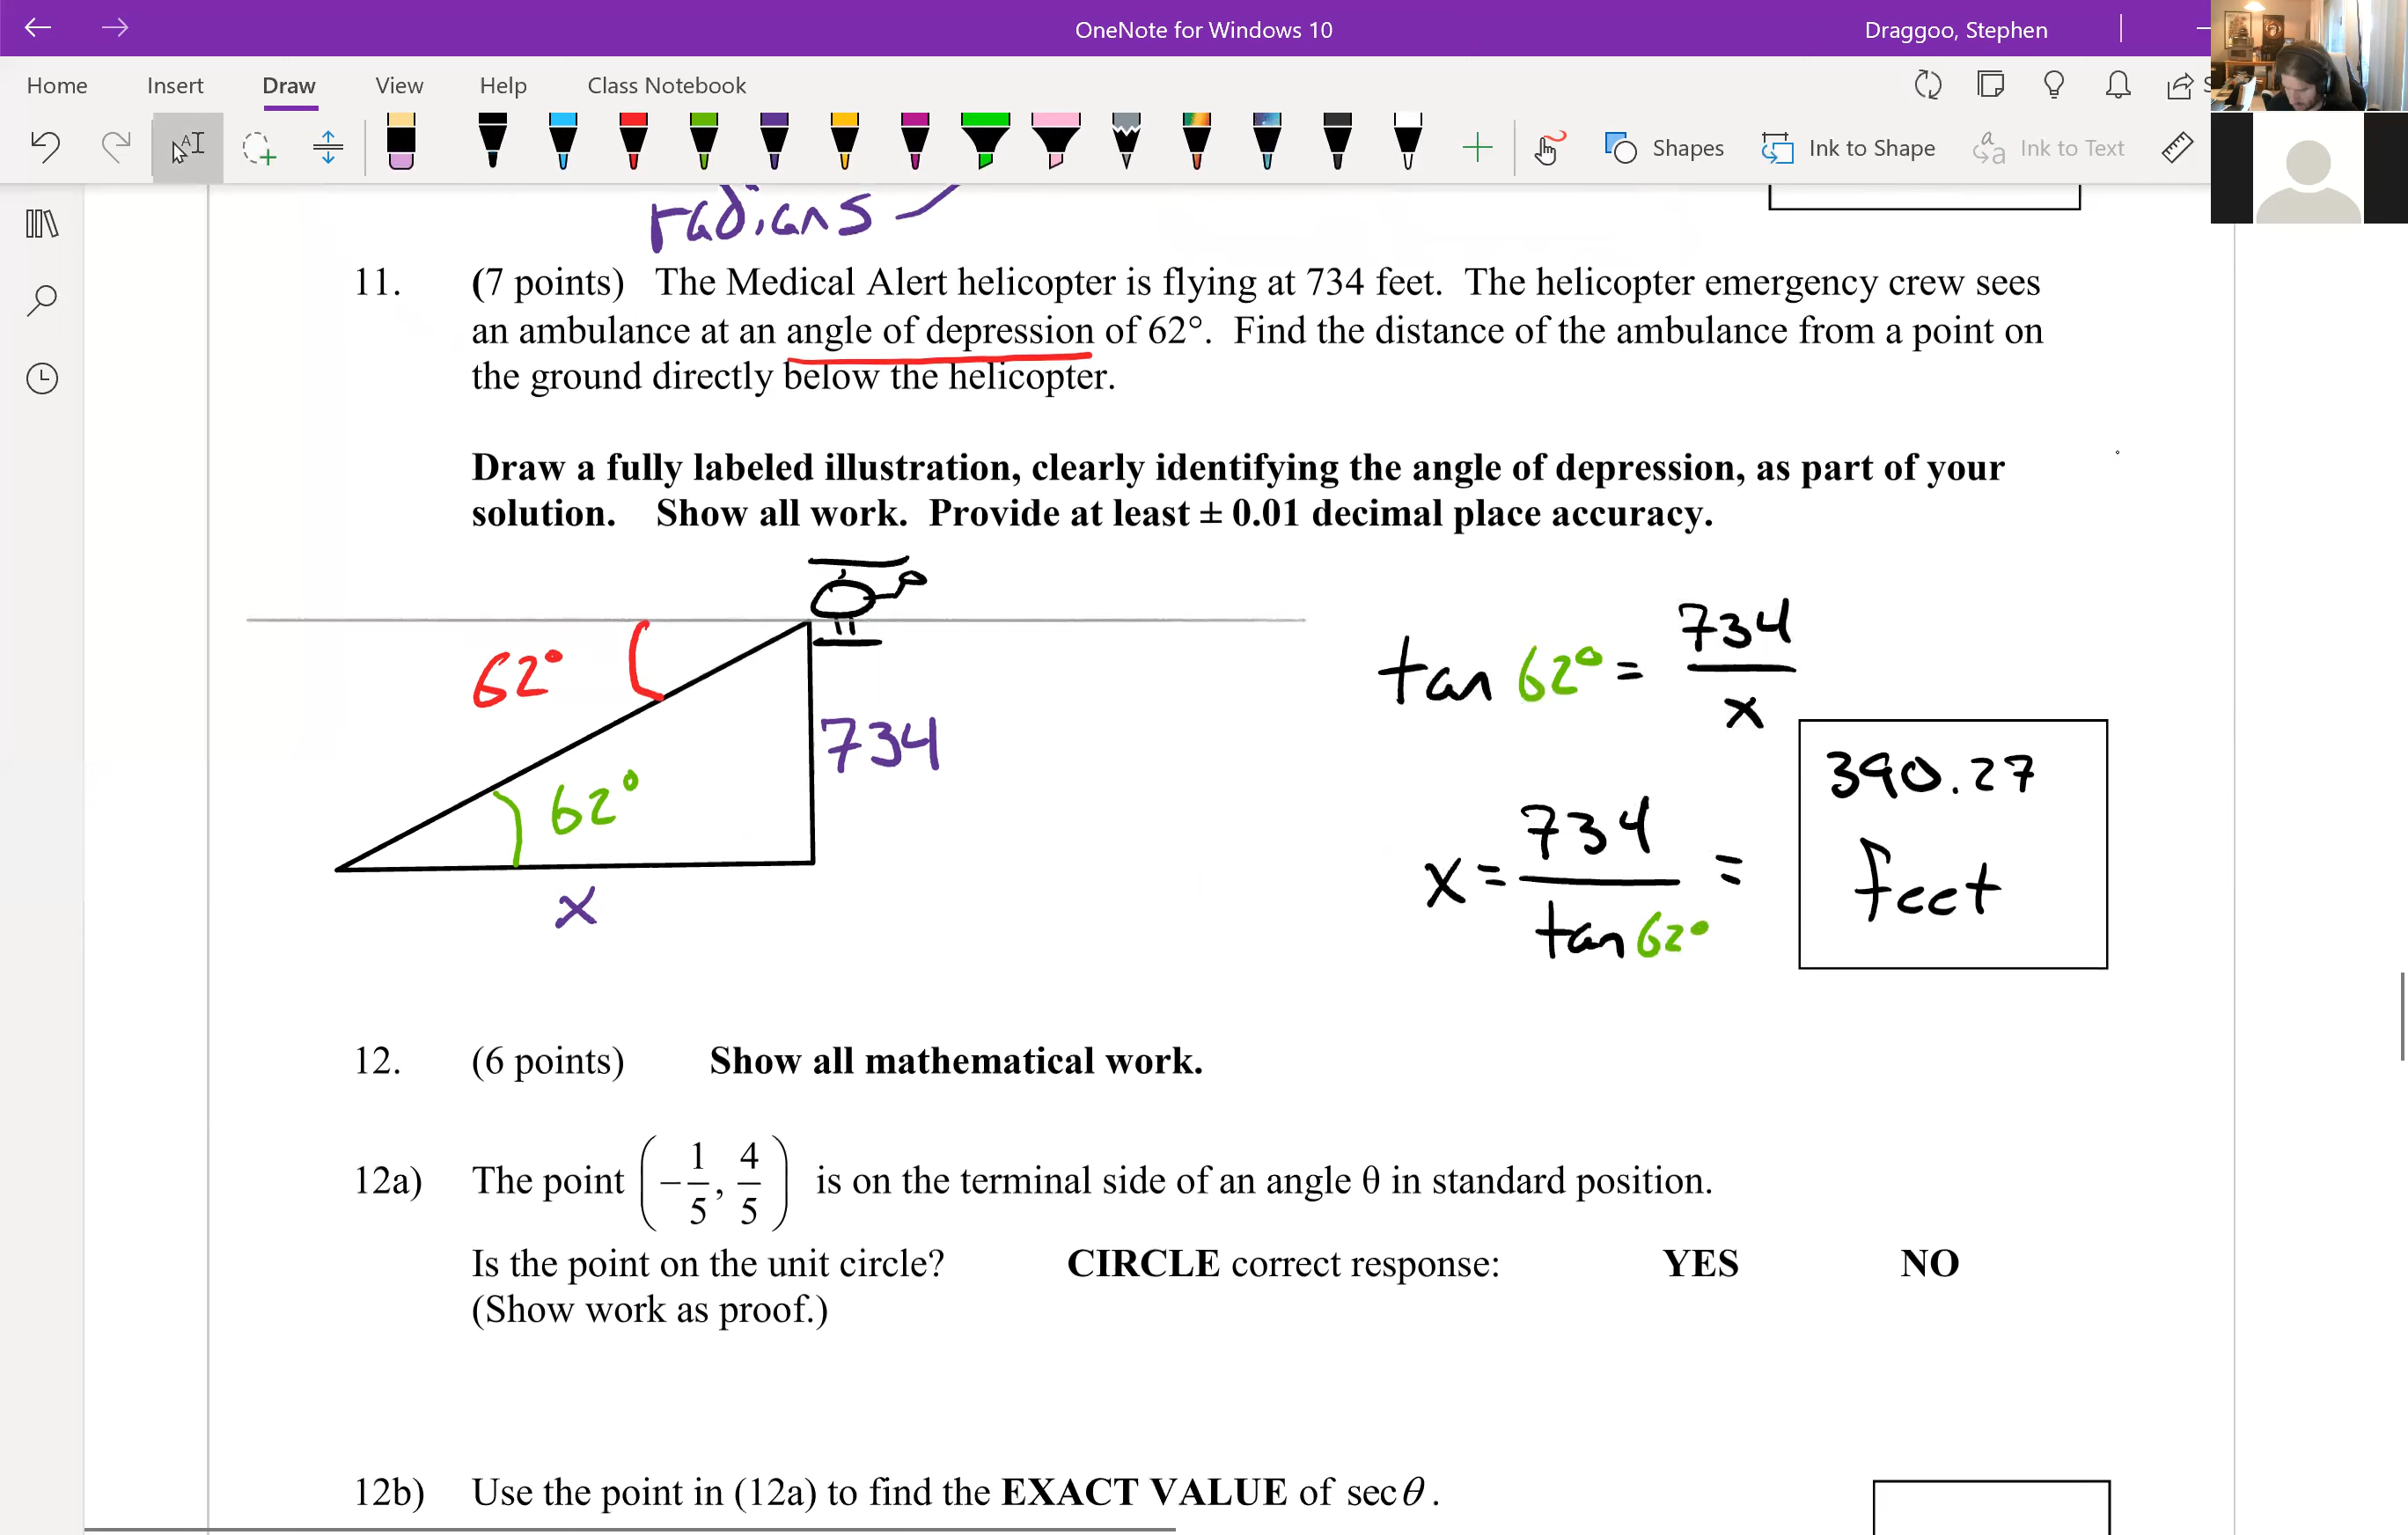 OneNote for Windows 10
Draggoo, Stephen
Home Insert Draw View Help Class Notebook
Shapes Ink to Shape Ink to Text
radians
11. (7 points) The Medical Alert helicopter is flying at 734 feet. The helicopter emergency crew sees
an ambulance at an angle of depression of 62°. Find the distance of the ambulance from a point on
the ground directly below the helicopter.
Draw a fully labeled illustration, clearly identifying the angle of depression, as part of your
solution. Show all work. Provide at least ± 0.01 decimal place accuracy.
62°
734
62°
x
tan 62° = 734/x
x = 734/tan 62° =
390.27
feet
12. (6 points) Show all mathematical work.
12a) The point (-1/5, 4/5) is on the terminal side of an angle θ in standard position.
Is the point on the unit circle? CIRCLE correct response: YES NO
(Show work as proof.)
12b) Use the point in (12a) to find the EXACT VALUE of sec θ.